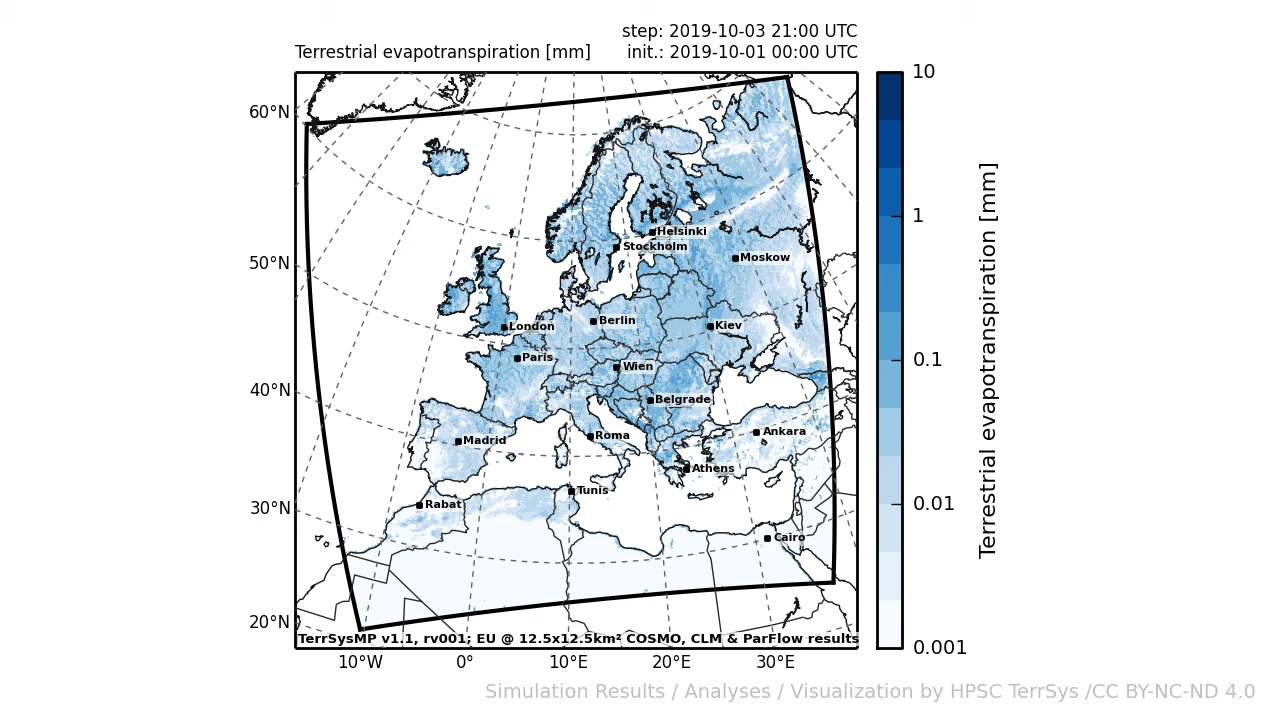 step: 2019-10-03 21:00 UTC
Terrestrial evapotranspiration [mm] init.: 2019-10-01 00:00 UTC
60°N
50°N
40°N
30°N
20°N
10°W 0° 10°E 20°E 30°E
Helsinki
Stockholm
Moskow
London
Berlin
Kiev
Paris
Wien
Belgrade
Madrid
Roma
Ankara
Athens
Tunis
Rabat
Cairo
TerrSysMP v1.1, rv001; EU @ 12.5x12.5km² COSMO, CLM & ParFlow results
10
1
0.1
0.01
0.001
Terrestrial evapotranspiration [mm]
Simulation Results / Analyses / Visualization by HPSC TerrSys /CC BY-NC-ND 4.0